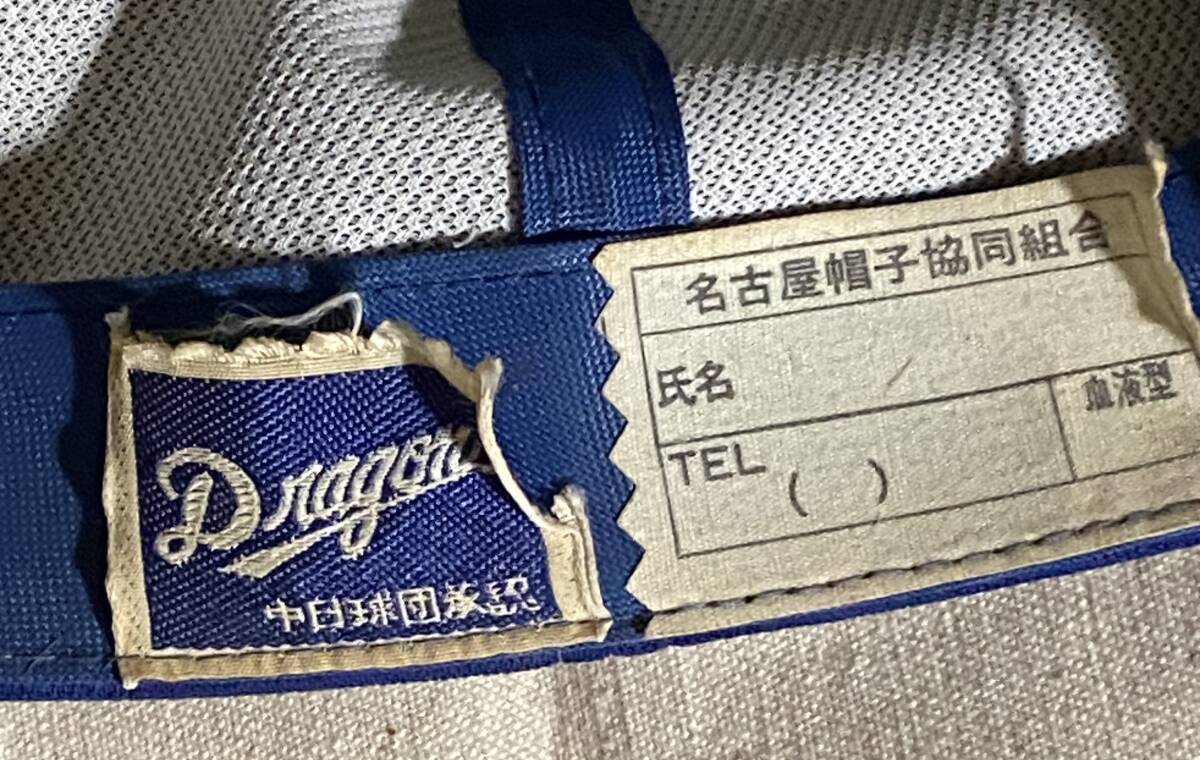 Dragons
中日球団承認
名古屋帽子協同組合
氏名
血液型
TEL ( )